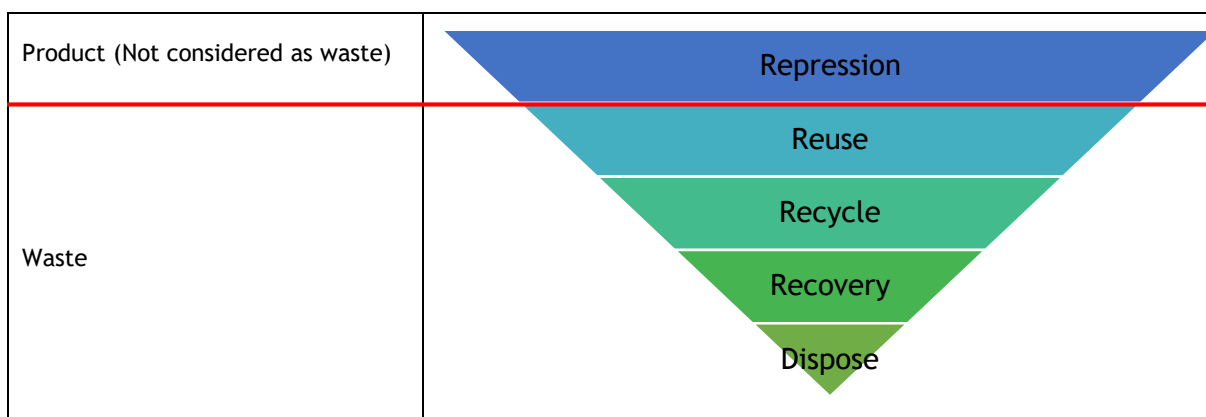 Product (Not considered as waste)
Repression
Reuse
Recycle
Waste
Recovery
Dispose